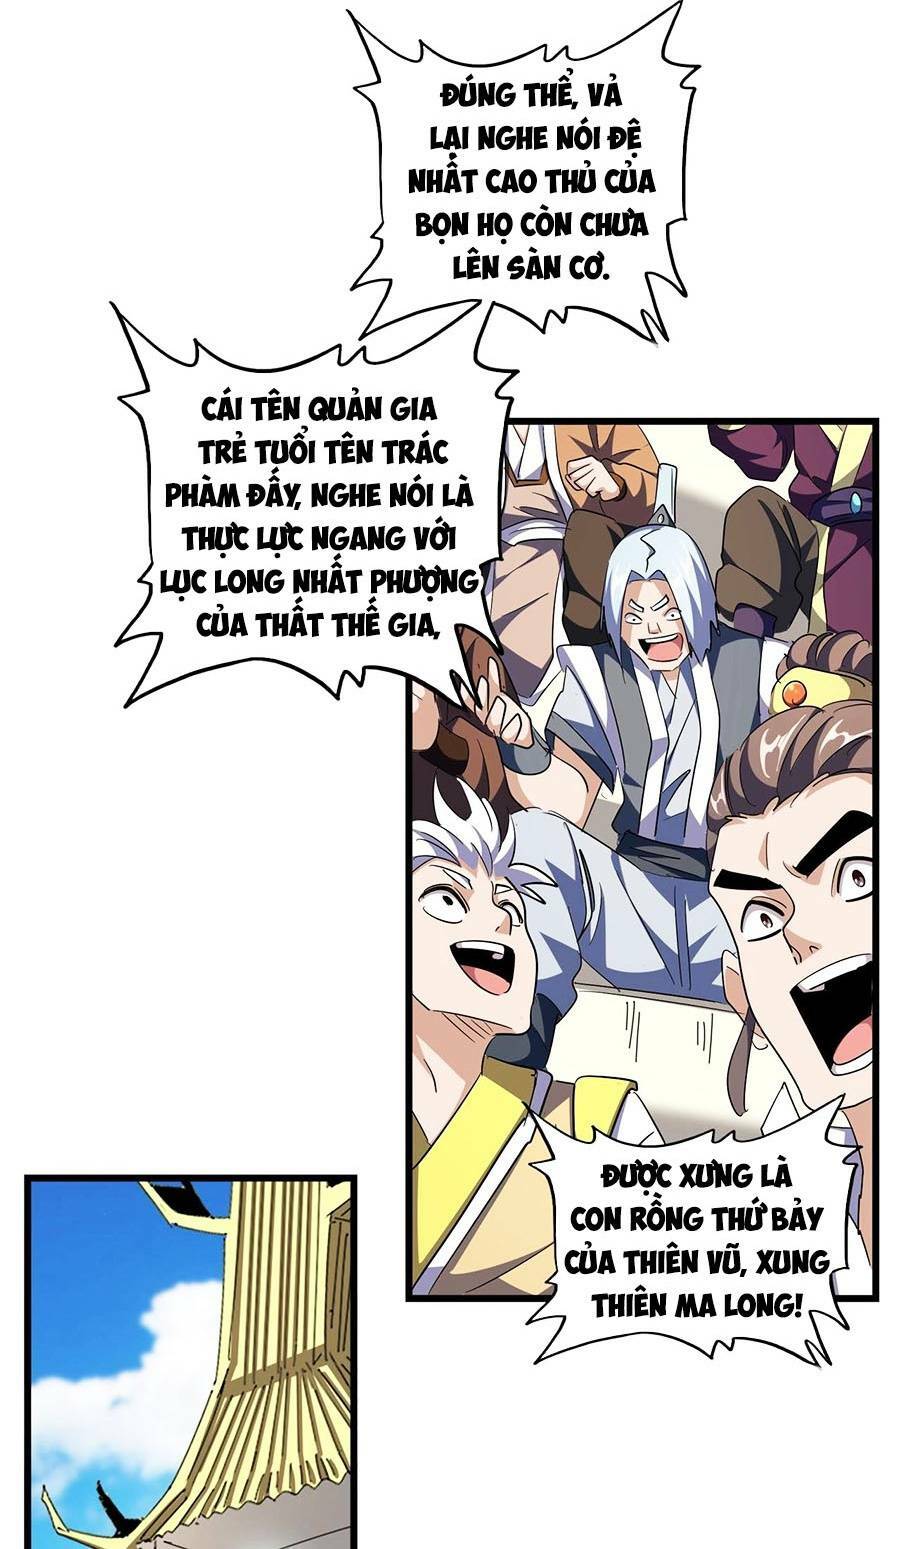 ĐÚNG THỂ, VẢ
LẠI NGHE NÓI ĐỆ
NHẤT CAO THỦ CỦA
BỌN HỌ CÒN CHƯA
LÊN SÀN CƠ.
CÁI TÊN QUẢN GIA
TRẺ TUỔI TÊN TRÁC
PHÀM ĐẤY, NGHE NÓI LÀ
THỰC LỰC NGANG VỚI
LỤC LONG NHẤT PHƯỢNG
CỦA THẤT THẾ GIA,
ĐƯỢC XƯNG LÀ
CON RỒNG THỨ BẢY
CỦA THIÊN VŨ, XUNG
THIÊN MA LONG!